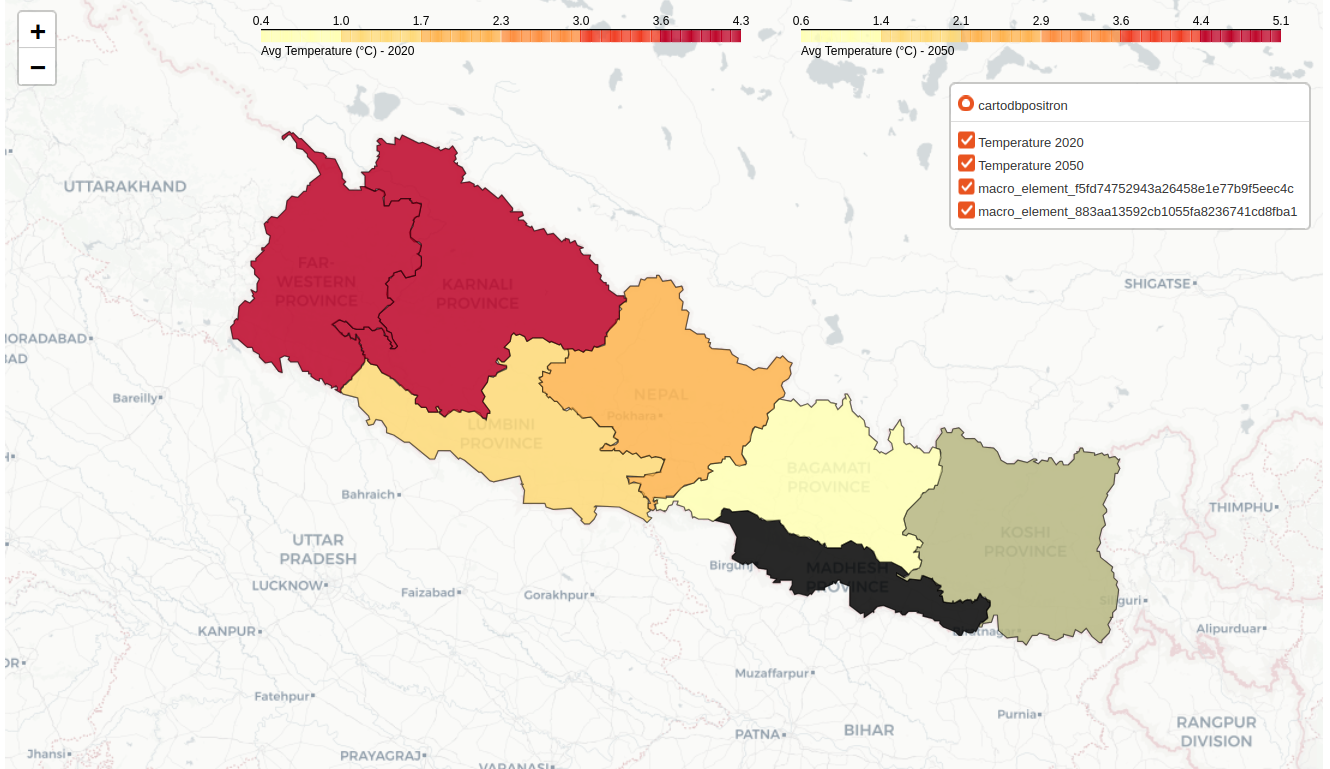 +
−
0.4 1.0 1.7 2.3 3.0 3.6 4.3
Avg Temperature (°C) - 2020
0.6 1.4 2.1 2.9 3.6 4.4 5.1
Avg Temperature (°C) - 2050
cartodbpositron
Temperature 2020
Temperature 2050
macro_element_f5fd74752943a26458e1e77b9f5eec4c
macro_element_883aa13592cb1055fa8236741cd8fba1
UTTARAKHAND
FAR-
WESTERN
PROVINCE
KARNALI
PROVINCE
SHIGATSE
ORADABAD
AD
Bareilly
NEPAL
Pokhara
LUMBINI
PROVINCE
BAGAMATI
PROVINCE
Bahraich
THIMPHU
UTTAR
PRADESH
KOSHI
PROVINCE
Birgunj
MADHESH
PROVINCE
LUCKNOW
Faizabad
Gorakhpur
guri
KANPUR
Alipurduar
OR
Muzaffarpur
Fatehpur
Purnia
PATNA
BIHAR
RANGPUR
DIVISION
Jhansi
PRAYAGRAJ
VARANASI